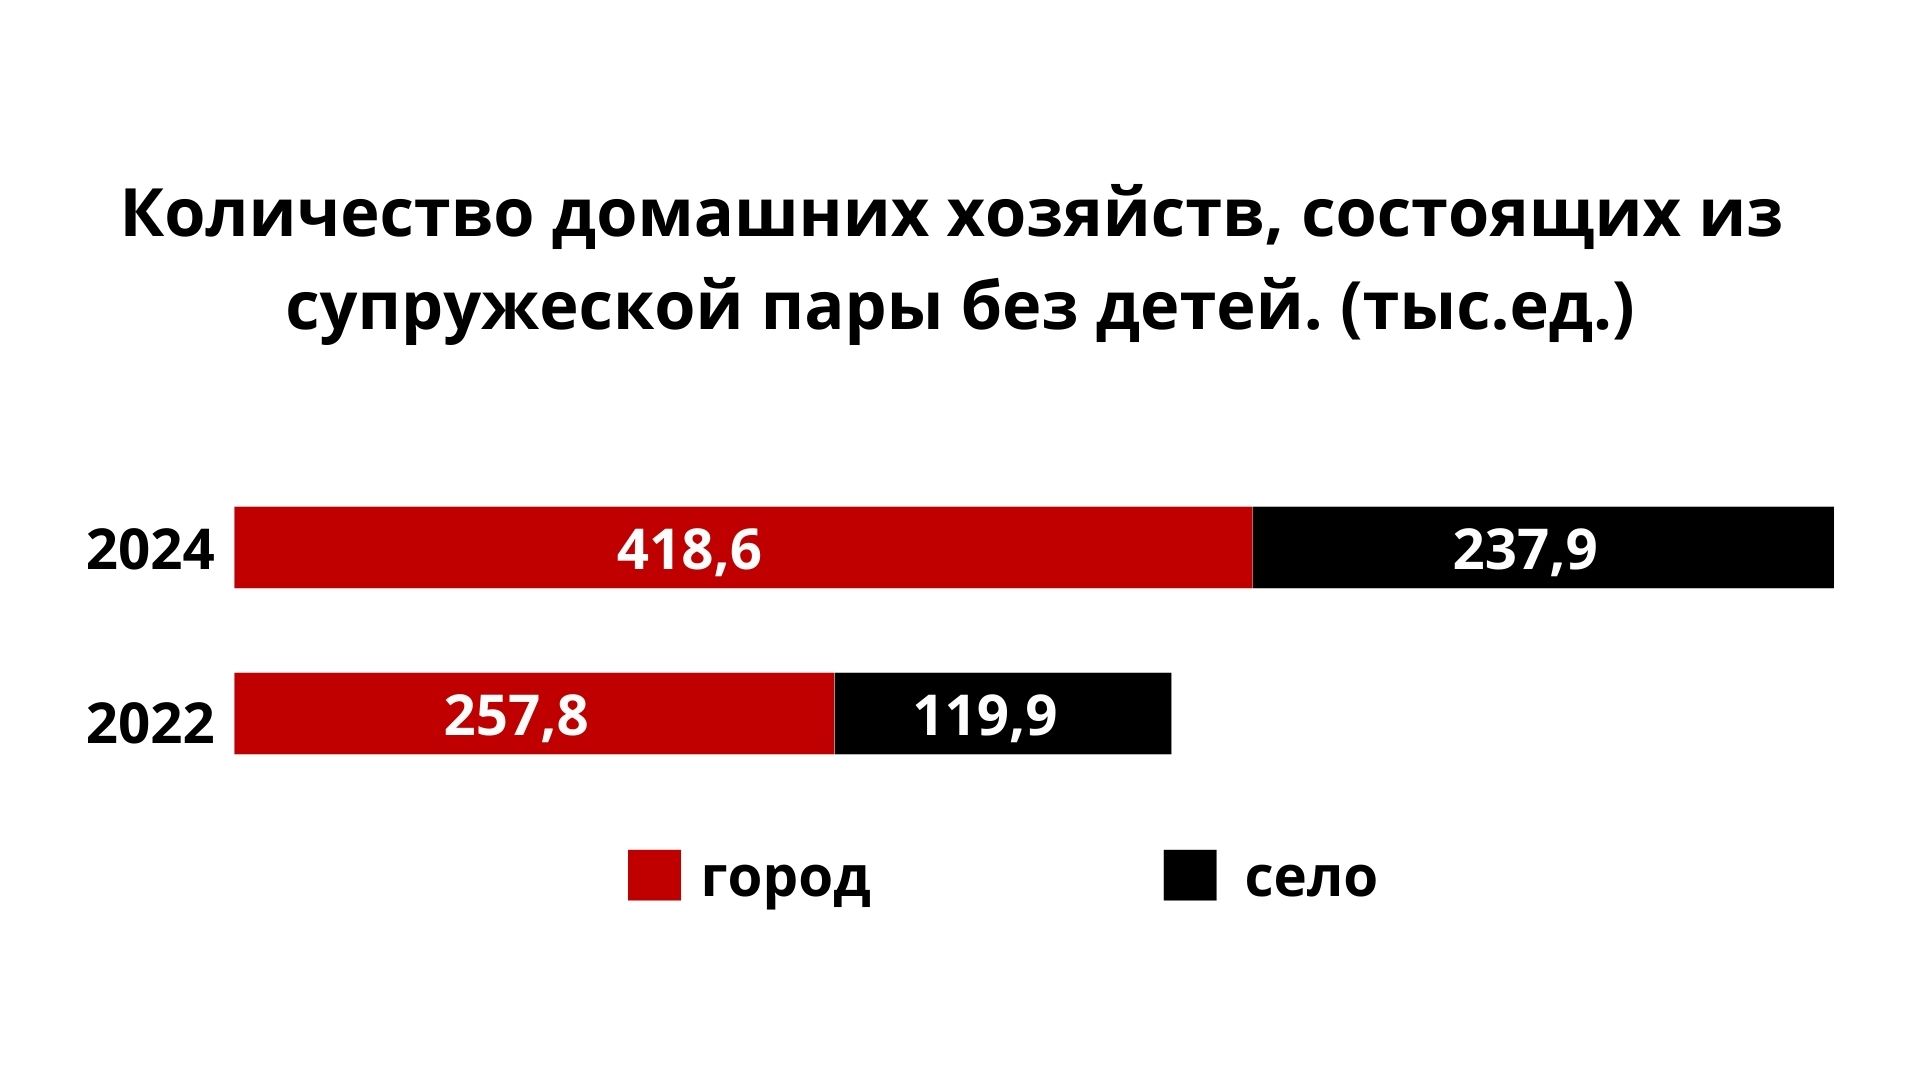 Количество домашних хозяйств, состоящих из
супружеской пары без детей. (тыс.ед.)
2024 418,6 237,9
2022 257,8 119,9
город село